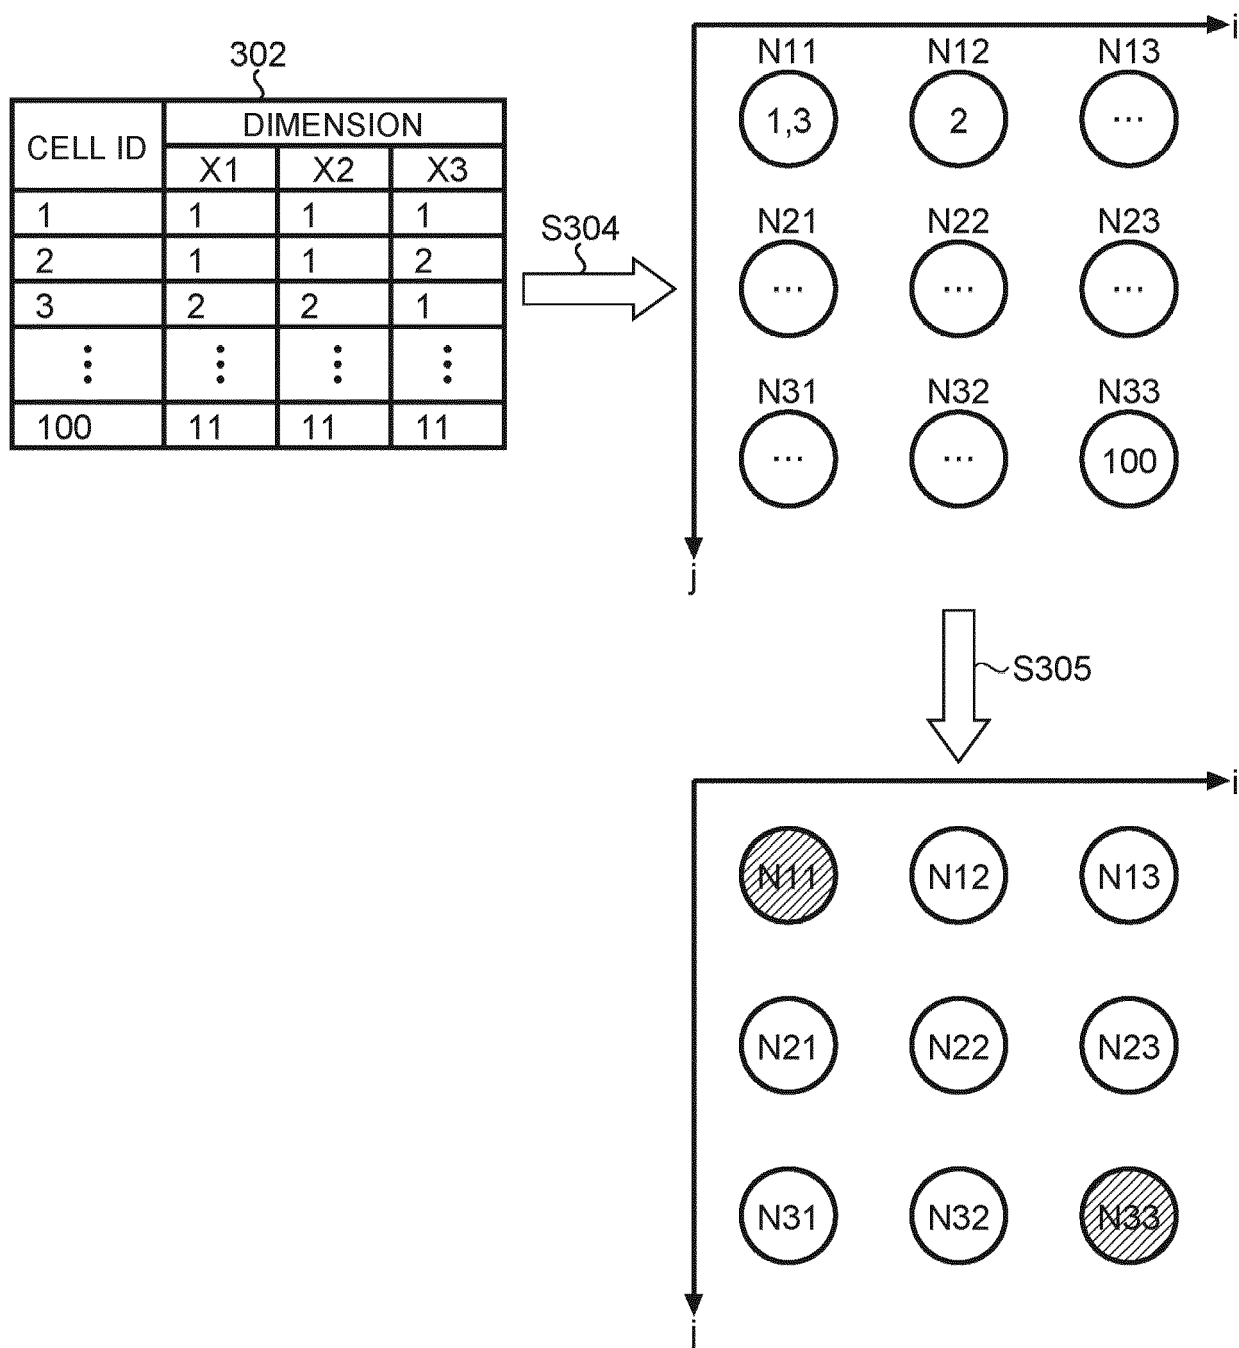 302
CELL ID DIMENSION
X1 X2 X3
1 1 1 1
2 1 1 2
3 2 2 1
⋮ ⋮ ⋮ ⋮
100 11 11 11
S304
i
N11 N12 N13
1,3 2 ...
N21 N22 N23
... ... ...
N31 N32 N33
... ... 100
j
S305
i
N11 N12 N13
N21 N22 N23
N31 N32 N33
j